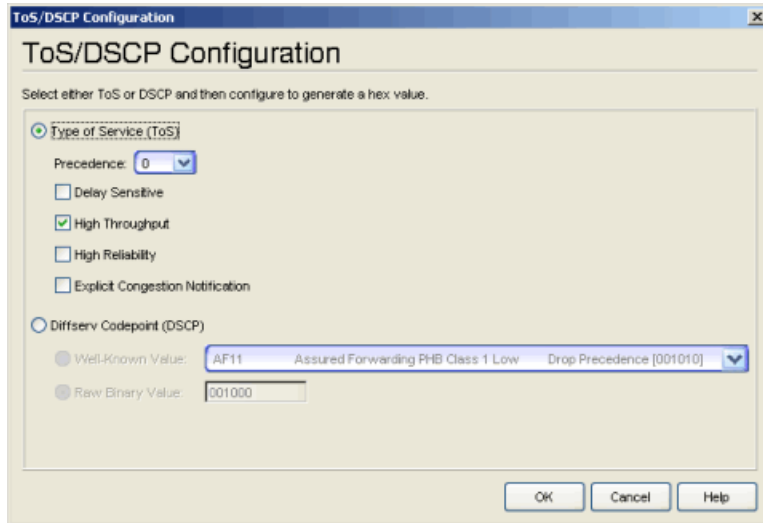 ToS/DSCP Configuration
ToS/DSCP Configuration
Select either ToS or DSCP and then configure to generate a hex value.
Type of Service (ToS)
Precedence: 0
Delay Sensitive
High Throughput
High Reliability
Explicit Congestion Notification
Diffserv Codepoint (DSCP)
Well-Known Value: AF11 Assured Forwarding PHB Class 1 Low Drop Precedence [001010]
Raw Binary Value: 001000
OK Cancel Help